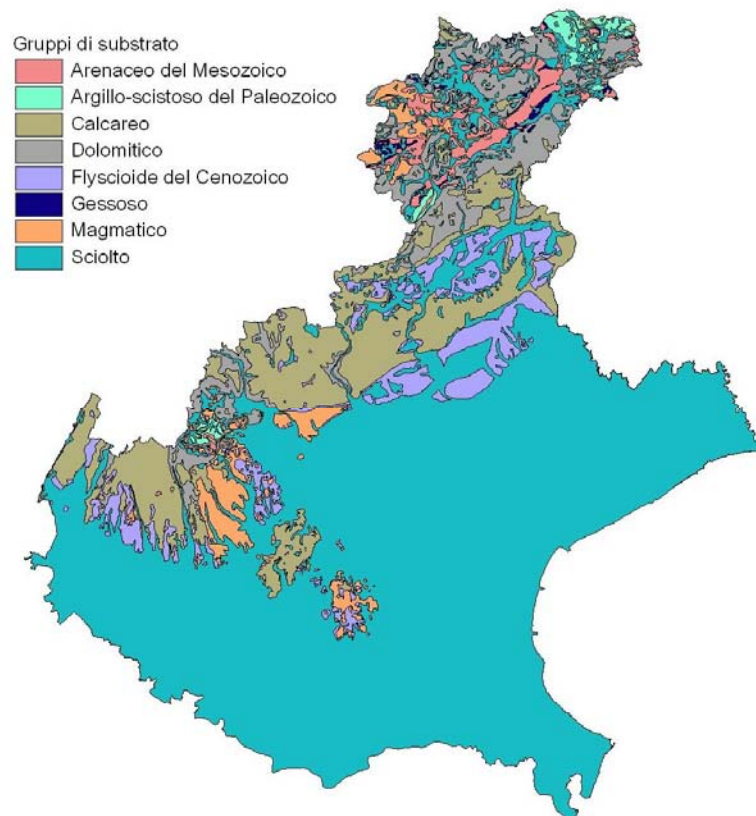 Gruppi di substrato
Arenaceo del Mesozoico
Argillo-scistoso del Paleozoico
Calcareo
Dolomitico
Flyscioide del Cenozoico
Gessoso
Magmatico
Sciolto